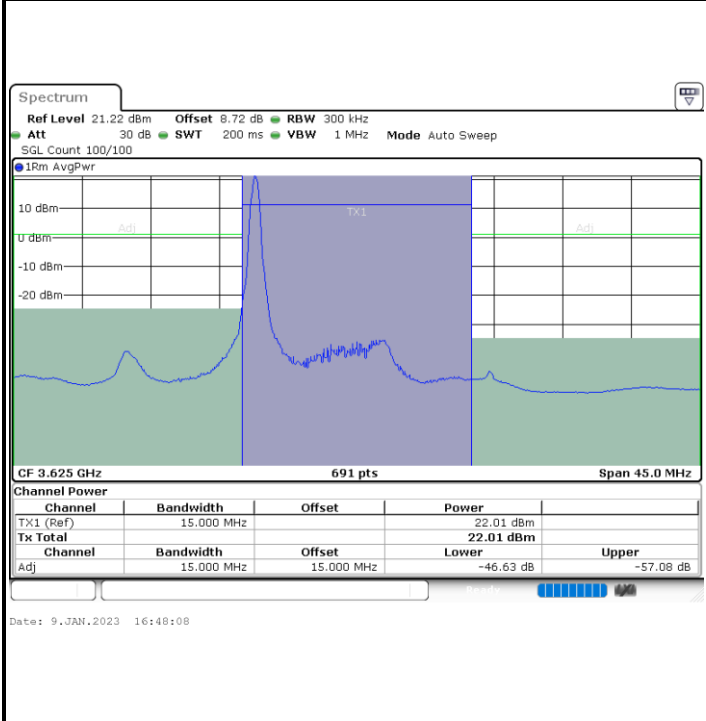 Spectrum
Ref Level 21.22 dBm Offset 8.72 dB RBW 300 kHz
Att 30 dB SWT 200 ms VBW 1 MHz Mode Auto Sweep
SGL Count 100/100
1Rm AvgPwr
10 dBm
TX1
Adj
Adj
0 dBm
-10 dBm
-20 dBm
CF 3.625 GHz 691 pts Span 45.0 MHz
Channel Power
Channel Bandwidth Offset Power
TX1 (Ref) 15.000 MHz 22.01 dBm
Tx Total 22.01 dBm
Channel Bandwidth Offset Lower Upper
Adj 15.000 MHz 15.000 MHz -46.63 dB -57.08 dB
Ready
Date: 9.JAN.2023 16:48:08